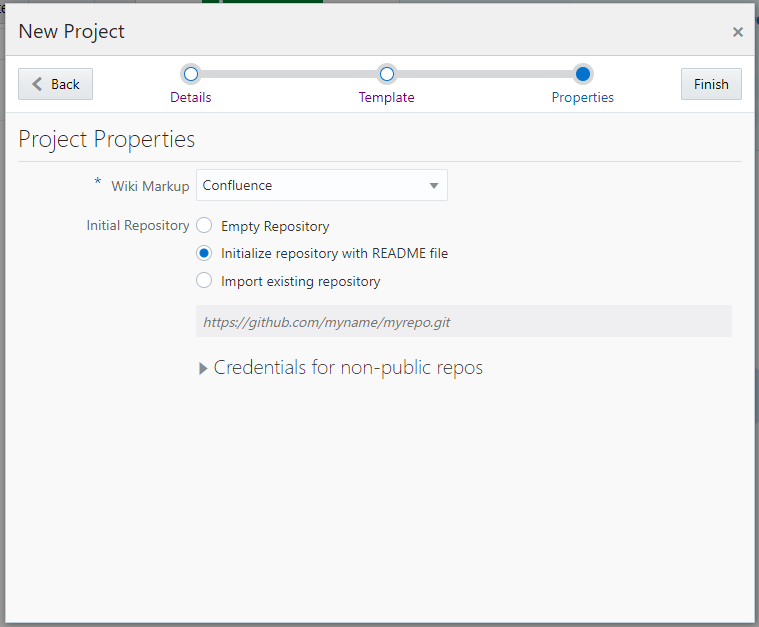 New Project
×
Back
Details
Template
Properties
Finish
Project Properties
* Wiki Markup Confluence
Initial Repository Empty Repository
Initialize repository with README file
Import existing repository
https://github.com/myname/myrepo.git
Credentials for non-public repos